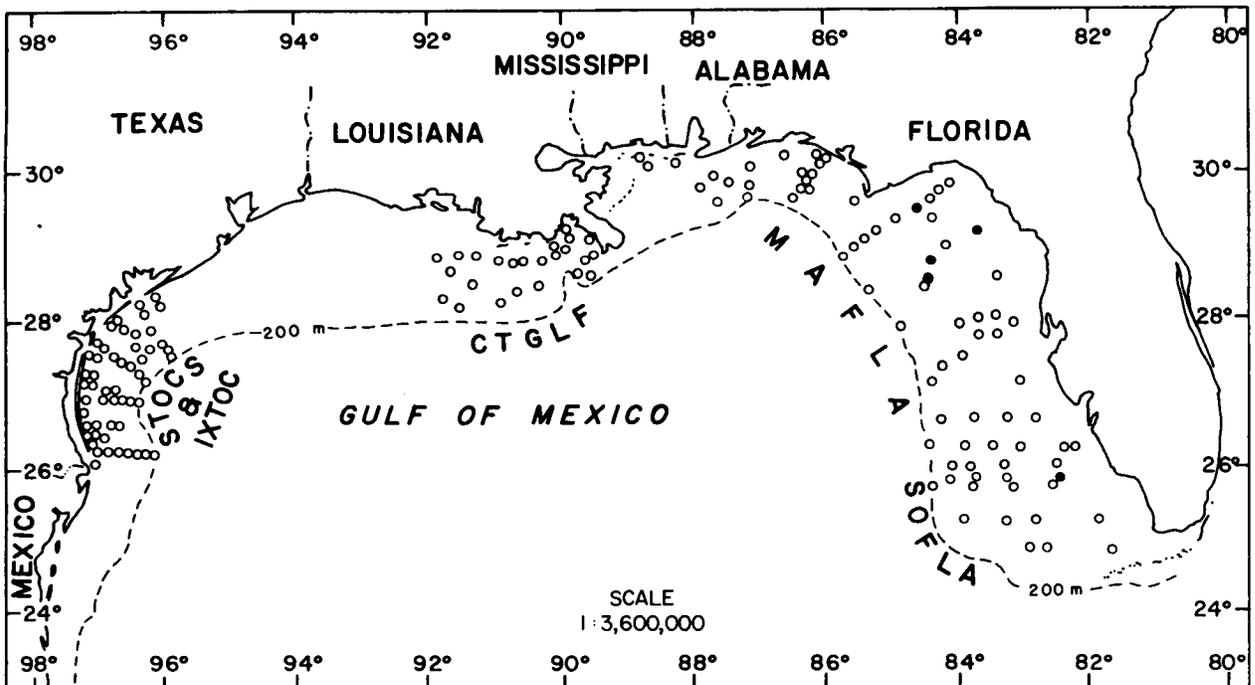 98° 96° 94° 92° 90° 88° 86° 84° 82° 80°
MISSISSIPPI ALABAMA
TEXAS LOUISIANA FLORIDA
30° 30°
MAFLA
28° 28°
200 m
CTGLF
STOCS
&
IXTOC
GULF OF MEXICO
26° 26°
MEXICO
SOFLA
200 m
SCALE
1:3,600,000
24° 24°
98° 96° 94° 92° 90° 88° 86° 84° 82° 80°